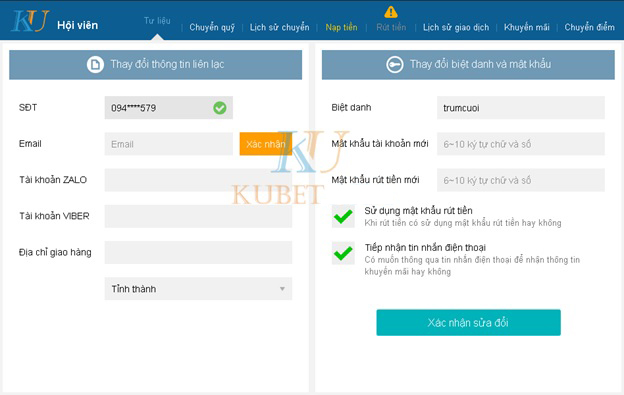 KU Hội viên
Tư liệu
Chuyển quỹ
Lịch sử chuyển
Nạp tiền
Rút tiền
Lịch sử giao dịch
Khuyến mãi
Chuyển điểm
Thay đổi thông tin liên lạc
SĐT
094****579
Email
Email
Xác nhận
Tài khoản ZALO
Tài khoản VIBER
Địa chỉ giao hàng
Tỉnh thành
KU
KUBET
Thay đổi biệt danh và mật khẩu
Biệt danh
trumcuoi
Mật khẩu tài khoản mới
6~10 ký tự chữ và số
Mật khẩu rút tiền mới
6~10 ký tự chữ và số
Sử dụng mật khẩu rút tiền
Khi rút tiền có sử dụng mật khẩu rút tiền hay không
Tiếp nhận tin nhắn điện thoại
Có muốn thông qua tin nhắn điện thoại để nhận thông tin
khuyến mãi hay không
Xác nhận sửa đổi